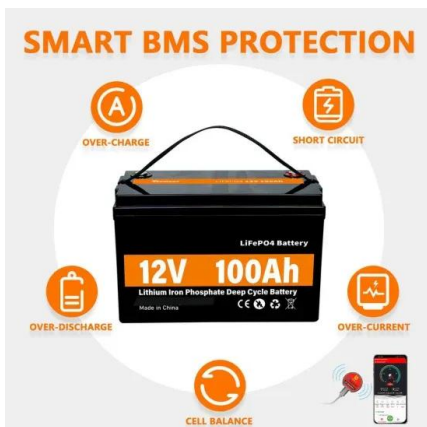 SMART BMS PROTECTION
A
OVER-CHARGE
SHORT CIRCUIT
LiFePO4 Battery
12V 100Ah
Lithium Iron Phosphate Deep Cycle Battery
Made in China
CE
OVER-DISCHARGE
OVER-CURRENT
CELL BALANCE